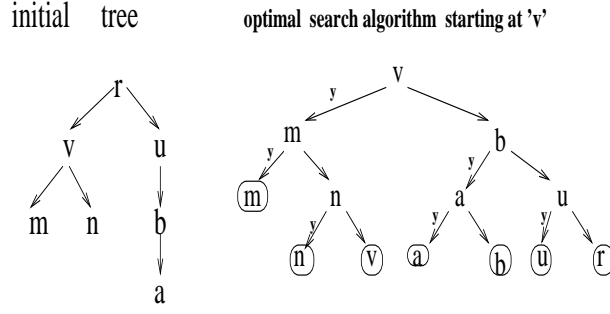 initial tree
optimal search algorithm starting at 'v'
r
v u
m n b
a
v
y
m b
y y
m n a u
y y y
n v a b u r